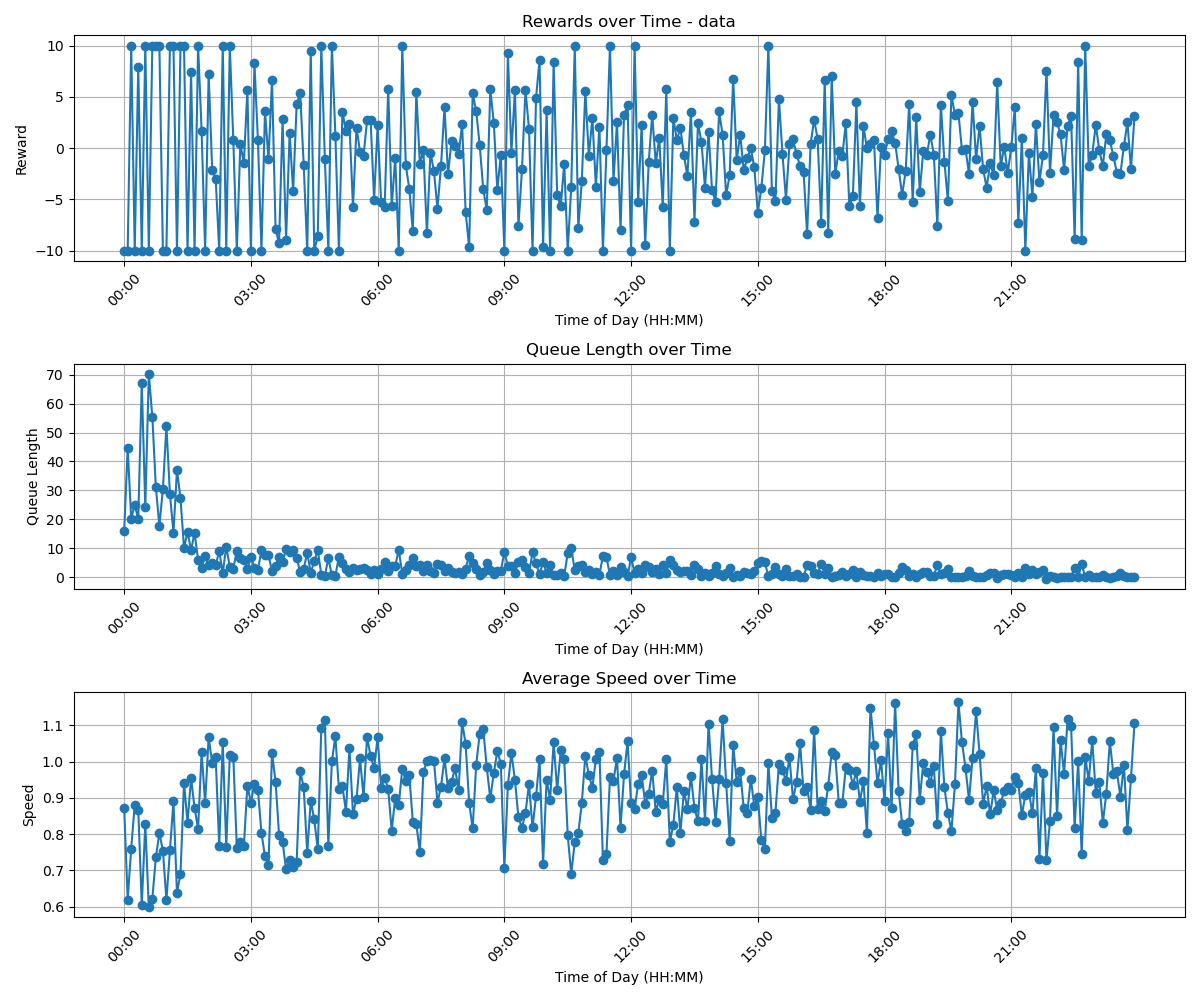 Rewards over Time - data
Reward
10
5
0
−5
−10
00:00 03:00 06:00 09:00 12:00 15:00 18:00 21:00
Time of Day (HH:MM)
Queue Length over Time
Queue Length
70
60
50
40
30
20
10
0
00:00 03:00 06:00 09:00 12:00 15:00 18:00 21:00
Time of Day (HH:MM)
Average Speed over Time
Speed
1.1
1.0
0.9
0.8
0.7
0.6
00:00 03:00 06:00 09:00 12:00 15:00 18:00 21:00
Time of Day (HH:MM)